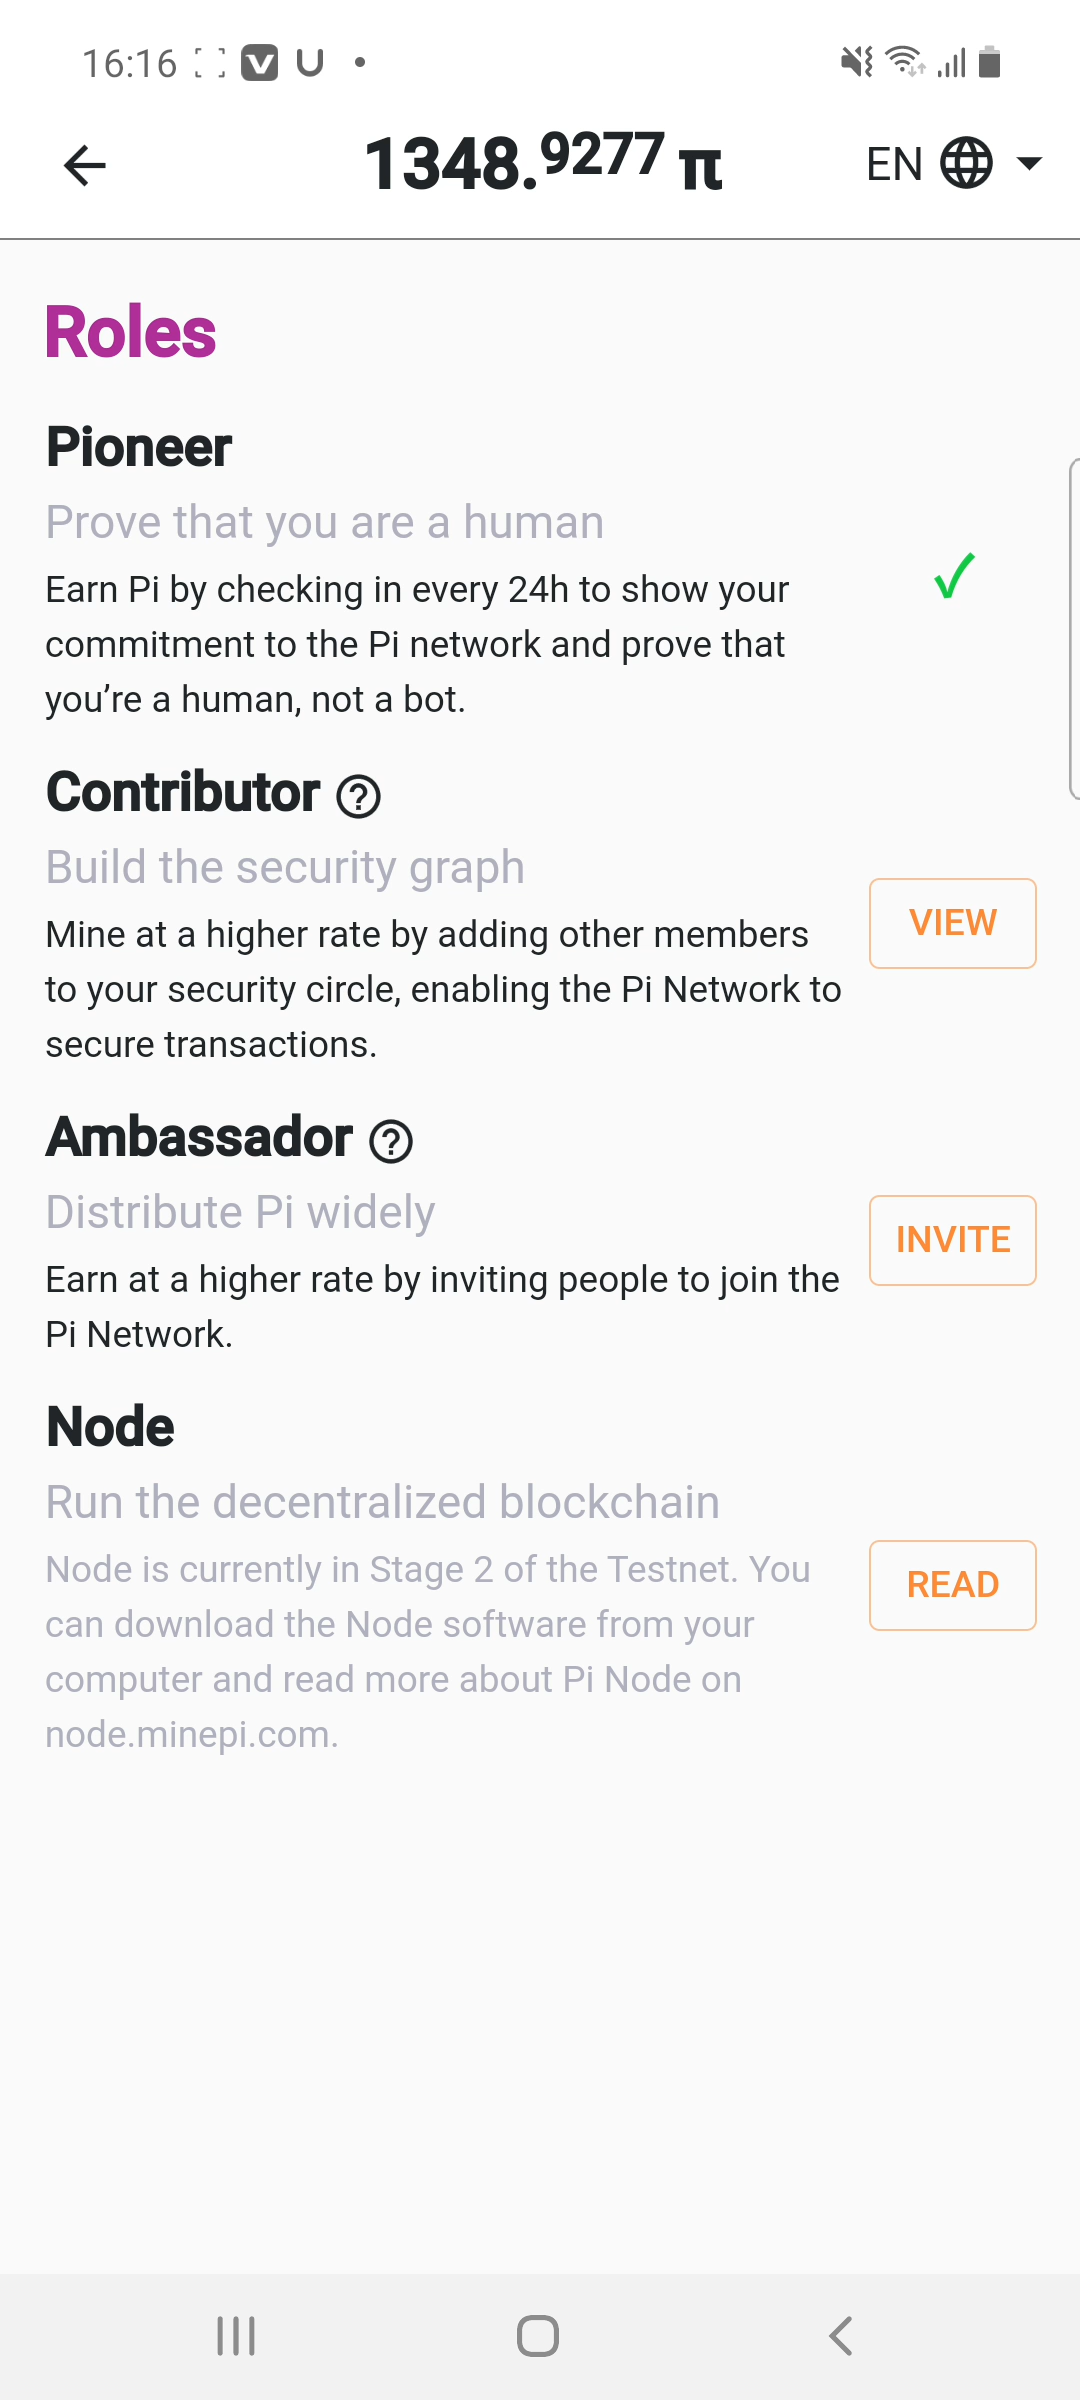 16:16
1348.9277 π
EN
Roles
Pioneer
Prove that you are a human
Earn Pi by checking in every 24h to show your
commitment to the Pi network and prove that
you’re a human, not a bot.
Contributor
Build the security graph
Mine at a higher rate by adding other members
to your security circle, enabling the Pi Network to
secure transactions.
VIEW
Ambassador
Distribute Pi widely
Earn at a higher rate by inviting people to join the
Pi Network.
INVITE
Node
Run the decentralized blockchain
Node is currently in Stage 2 of the Testnet. You
can download the Node software from your
computer and read more about Pi Node on
node.minepi.com.
READ